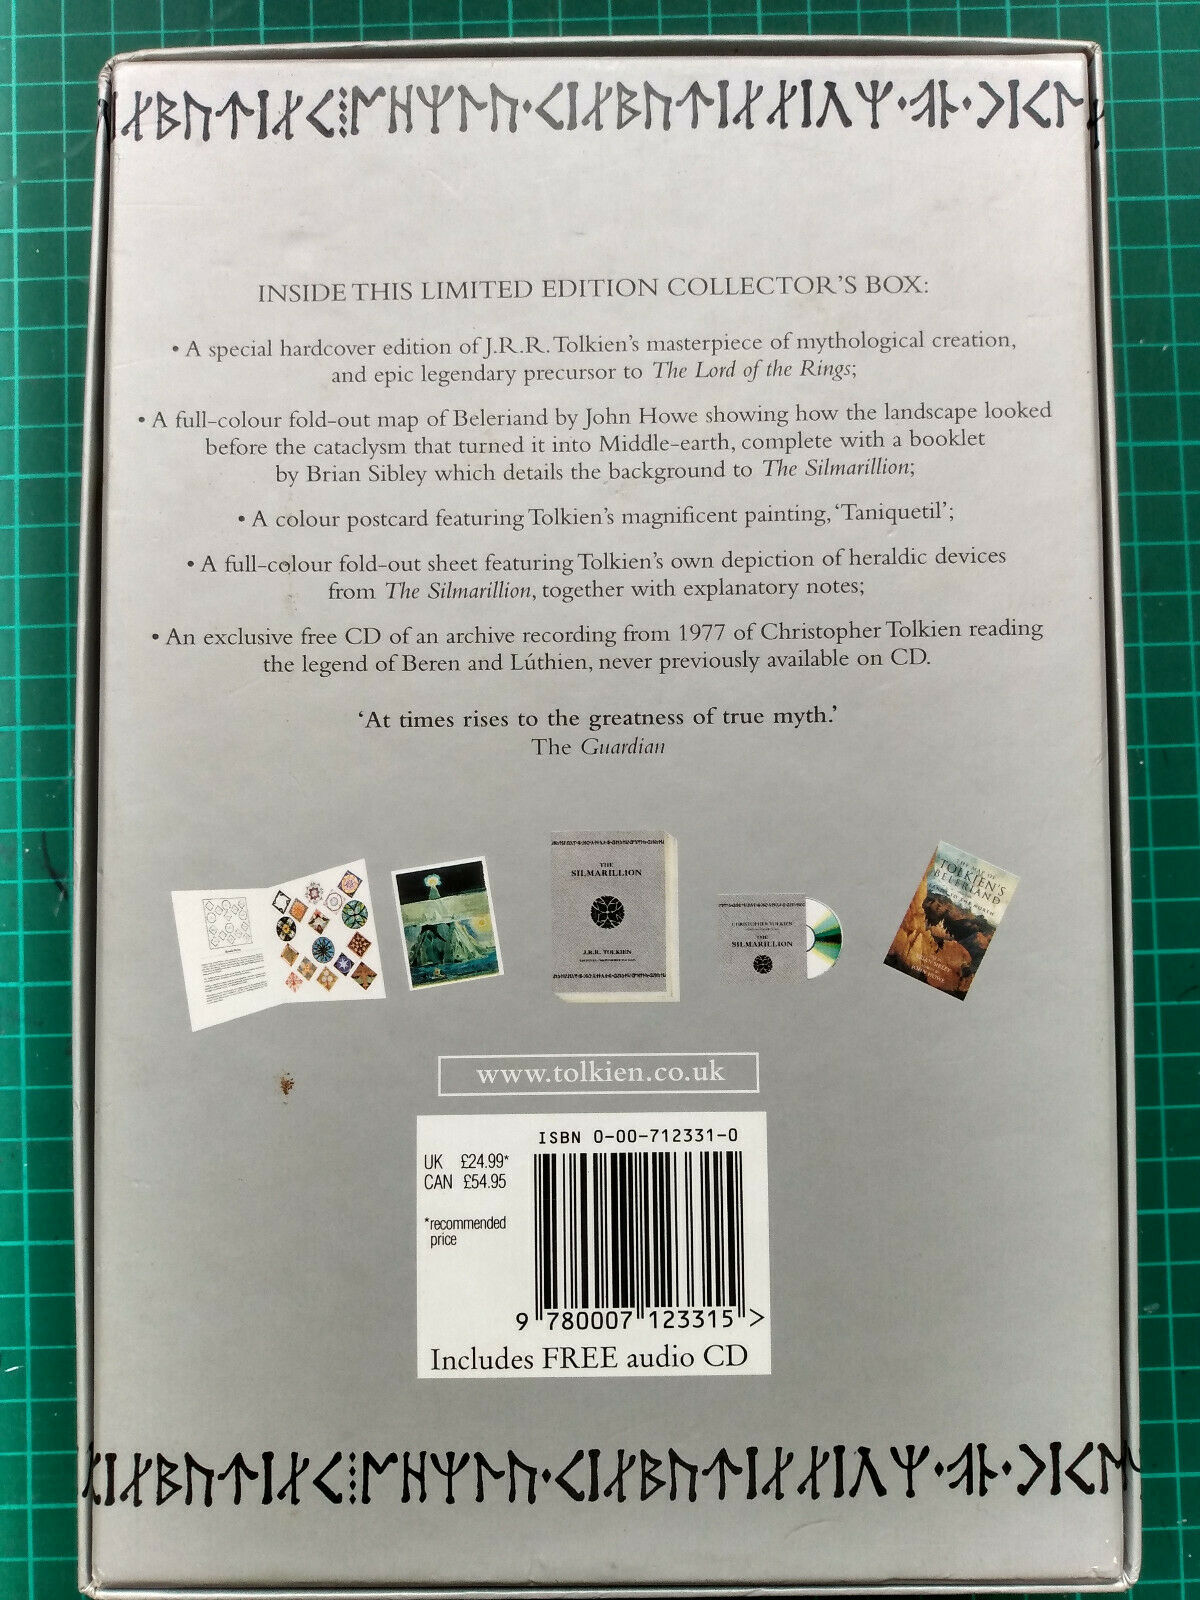 INSIDE THIS LIMITED EDITION COLLECTOR'S BOX:
• A special hardcover edition of J.R.R. Tolkien's masterpiece of mythological creation,
and epic legendary precursor to The Lord of the Rings;
• A full-colour fold-out map of Beleriand by John Howe showing how the landscape looked
before the cataclysm that turned it into Middle-earth, complete with a booklet
by Brian Sibley which details the background to The Silmarillion;
• A colour postcard featuring Tolkien's magnificent painting, 'Taniquetil';
• A full-colour fold-out sheet featuring Tolkien's own depiction of heraldic devices
from The Silmarillion, together with explanatory notes;
• An exclusive free CD of an archive recording from 1977 of Christopher Tolkien reading
the legend of Beren and Lúthien, never previously available on CD.
'At times rises to the greatness of true myth.'
The Guardian
THE
SILMARILLION
J.R.R. TOLKIEN
CHRISTOPHER TOLKIEN
THE
SILMARILLION
THE MAP OF
TOLKIEN'S
BELERIAND
www.tolkien.co.uk
ISBN 0-00-712331-0
UK £24.99*
CAN £54.95
*recommended
price
9 780007 123315 >
Includes FREE audio CD